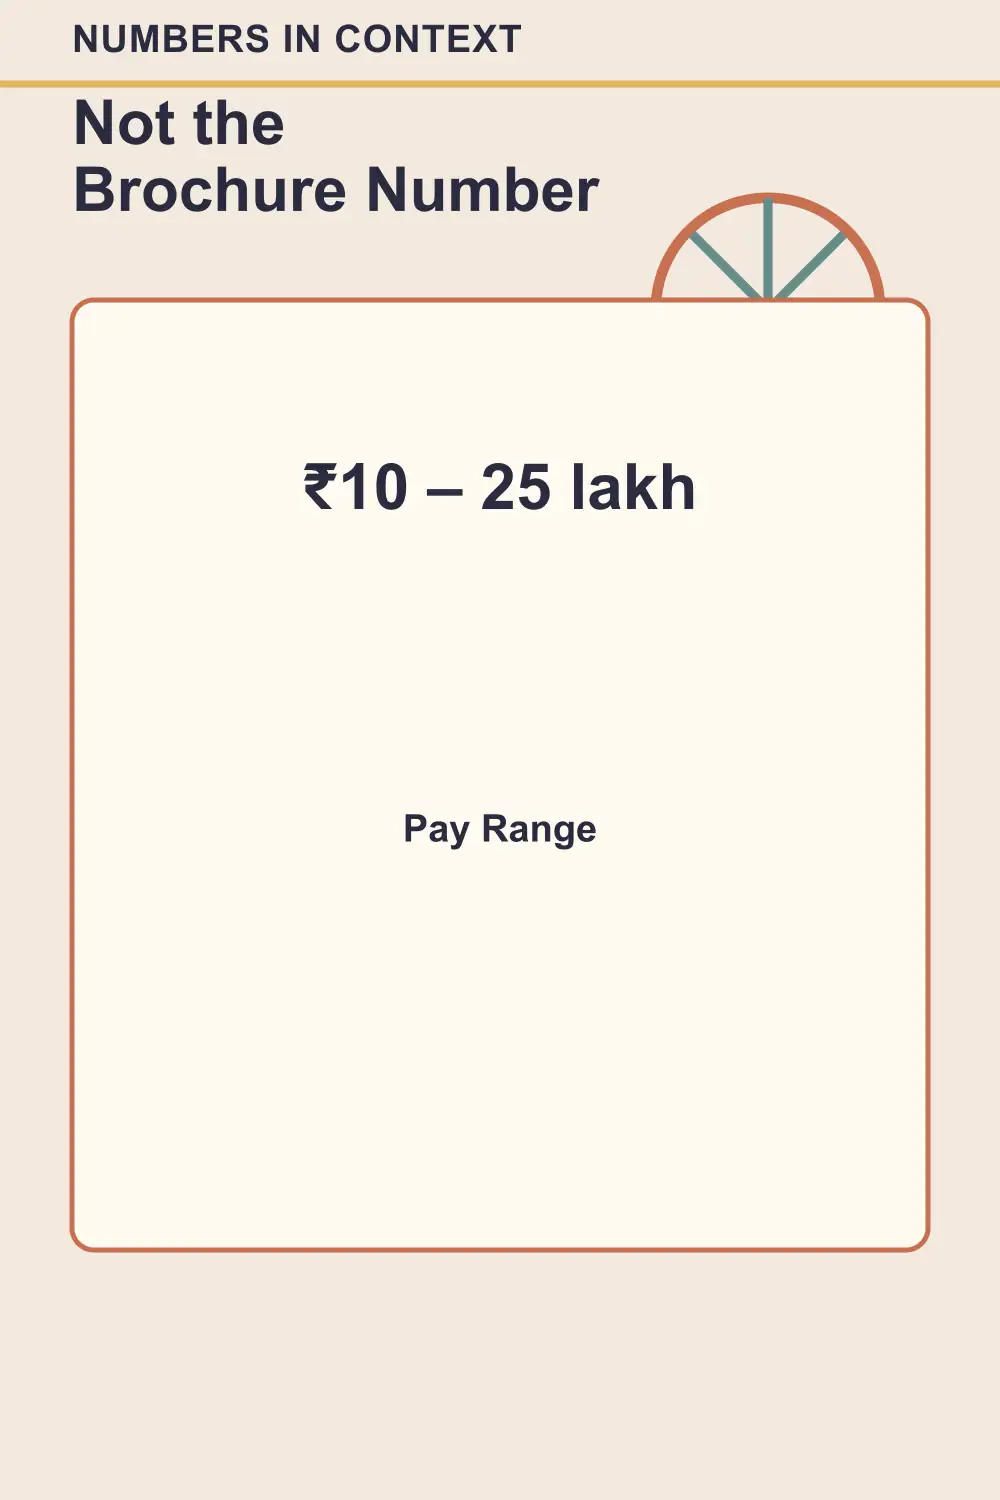 NUMBERS IN CONTEXT
Not the
Brochure Number
₹10 – 25 lakh
Pay Range